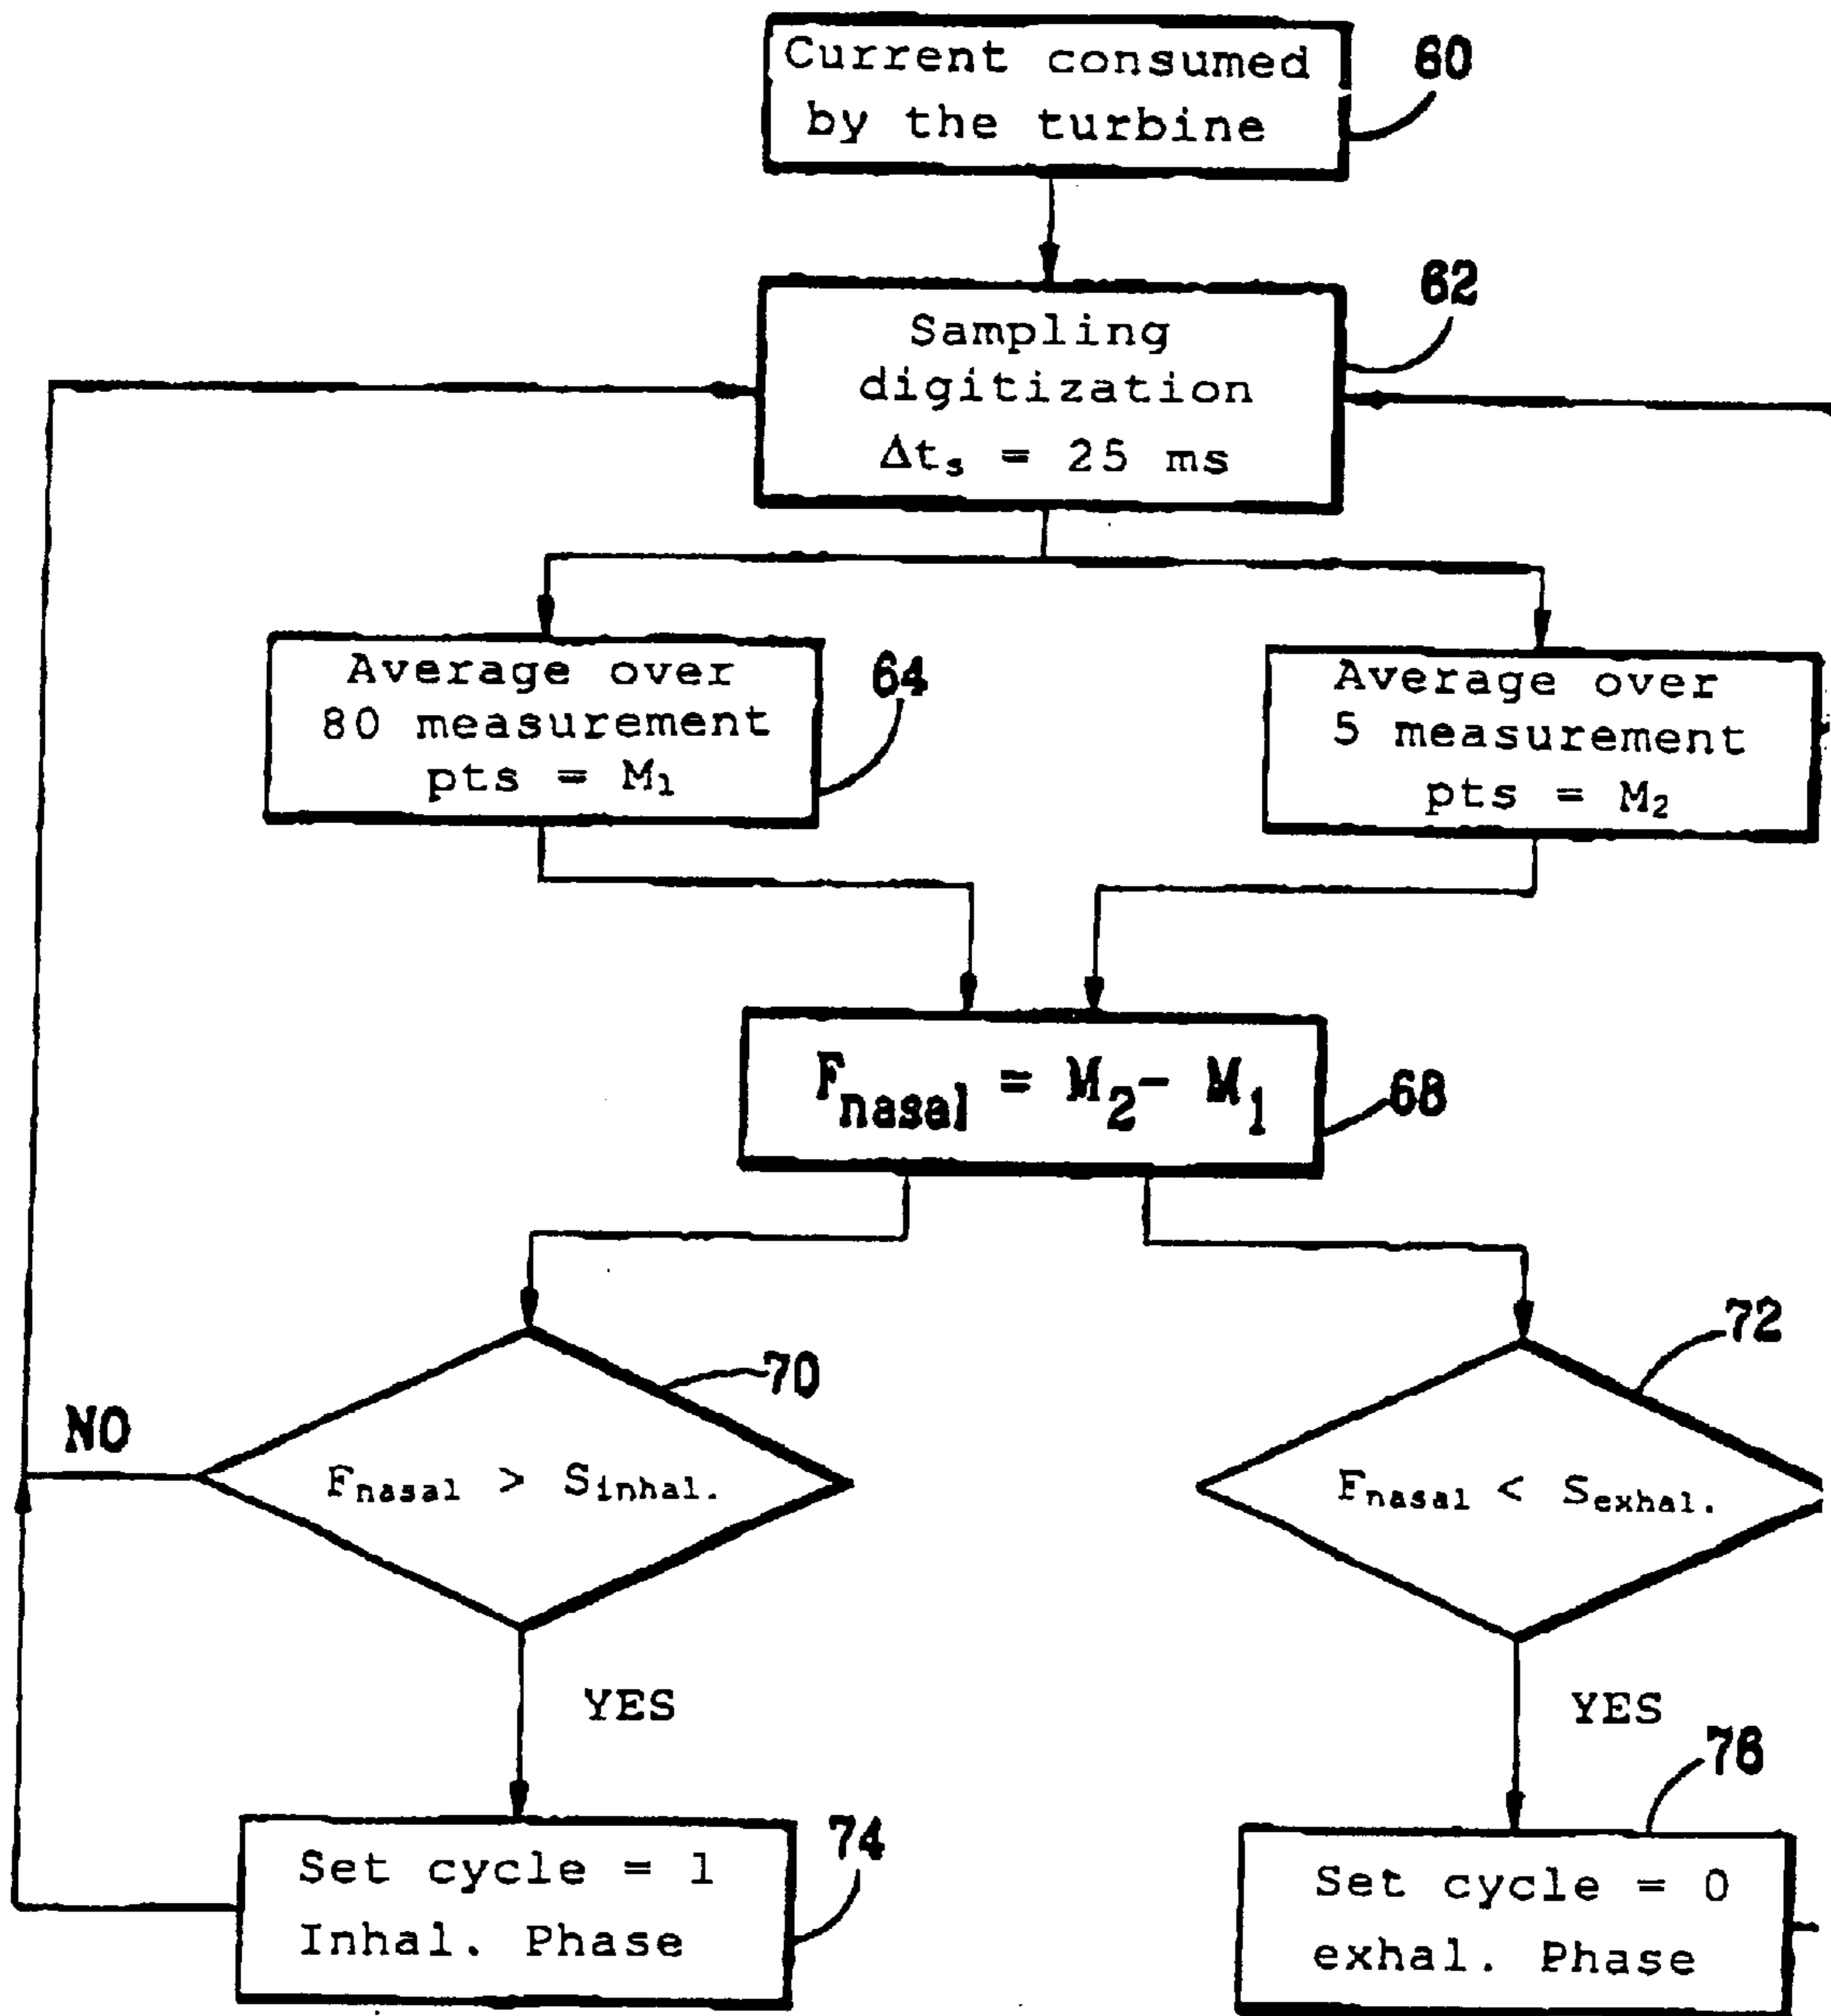 Current consumed
by the turbine
60
Sampling
digitization
Δts = 25 ms
62
Average over
80 measurement
pts = M1
64
Average over
5 measurement
pts = M2
Fnasal = M2 - M1
68
70
NO
Fnasal > Sinhal.
72
Fnasal < Sexhal.
YES
YES
Set cycle = 1
Inhal. Phase
74
76
Set cycle = 0
exhal. Phase